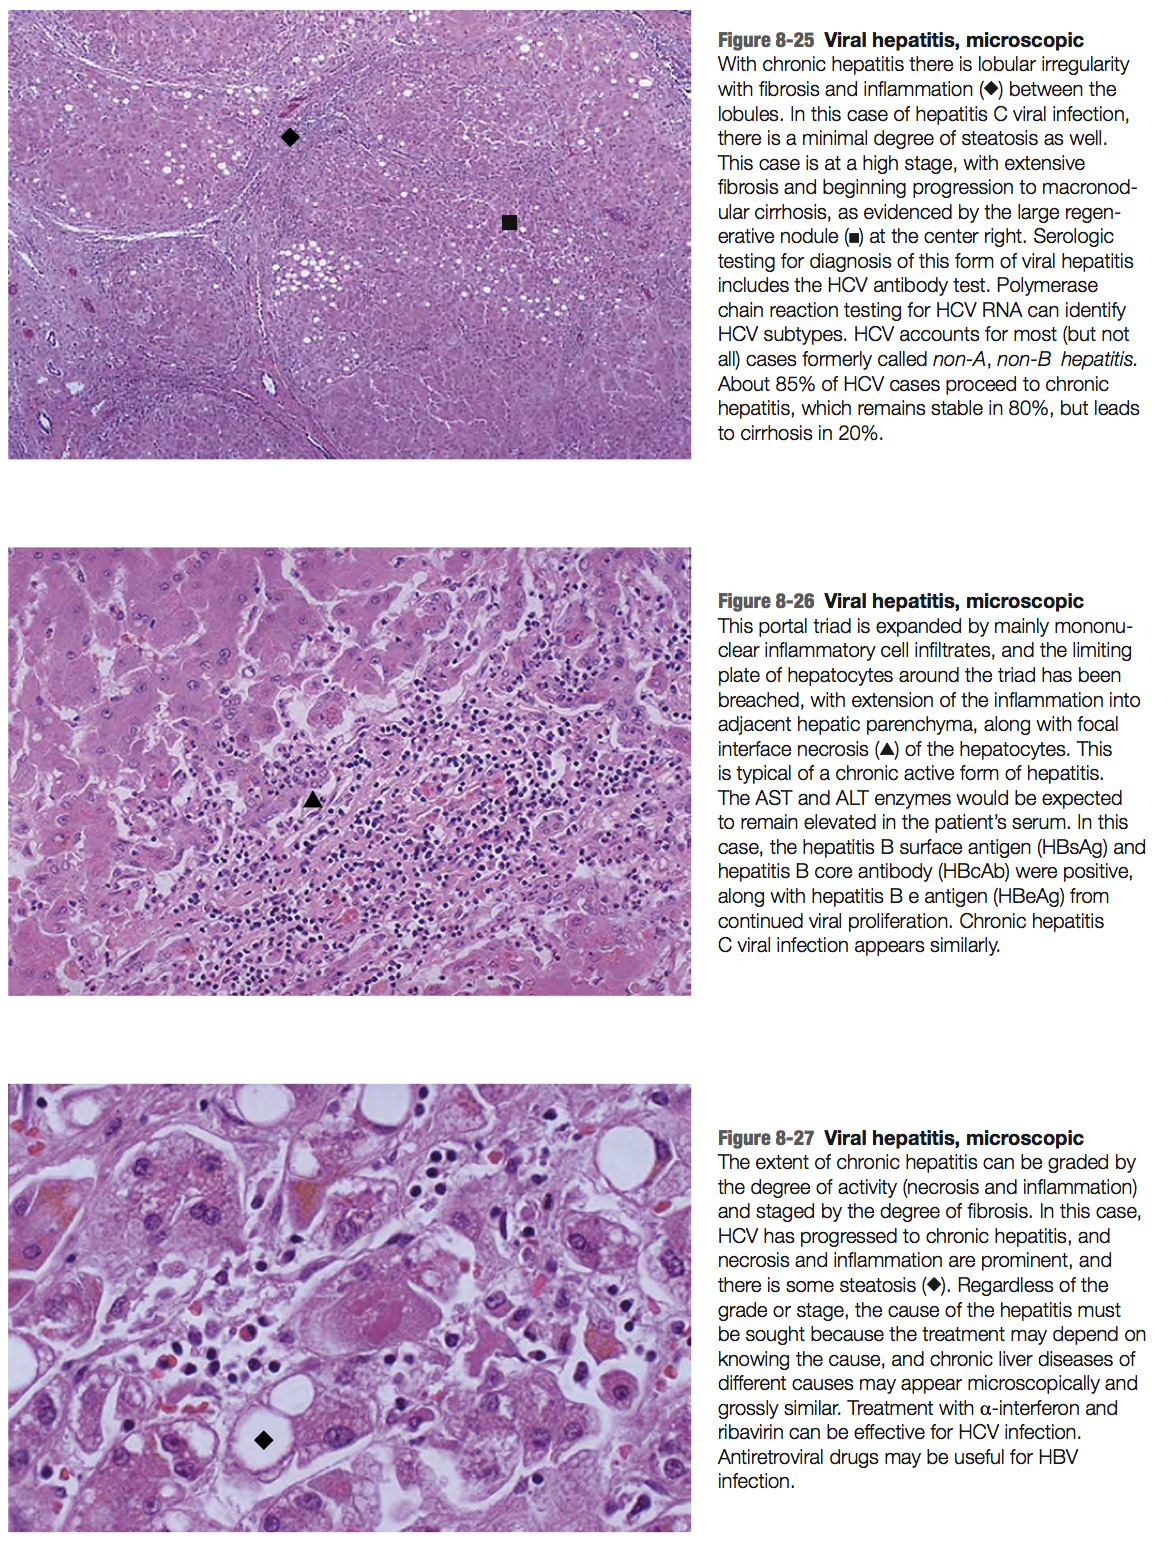 Figure 8-25 Viral hepatitis, microscopic
With chronic hepatitis there is lobular irregularity
with fibrosis and inflammation (◆) between the
lobules. In this case of hepatitis C viral infection,
there is a minimal degree of steatosis as well.
This case is at a high stage, with extensive
fibrosis and beginning progression to macronod-
ular cirrhosis, as evidenced by the large regen-
erative nodule (■) at the center right. Serologic
testing for diagnosis of this form of viral hepatitis
includes the HCV antibody test. Polymerase
chain reaction testing for HCV RNA can identify
HCV subtypes. HCV accounts for most (but not
all) cases formerly called non-A, non-B hepatitis.
About 85% of HCV cases proceed to chronic
hepatitis, which remains stable in 80%, but leads
to cirrhosis in 20%.
Figure 8-26 Viral hepatitis, microscopic
This portal triad is expanded by mainly mononu-
clear inflammatory cell infiltrates, and the limiting
plate of hepatocytes around the triad has been
breached, with extension of the inflammation into
adjacent hepatic parenchyma, along with focal
interface necrosis (▲) of the hepatocytes. This
is typical of a chronic active form of hepatitis.
The AST and ALT enzymes would be expected
to remain elevated in the patient's serum. In this
case, the hepatitis B surface antigen (HBsAg) and
hepatitis B core antibody (HBcAb) were positive,
along with hepatitis B e antigen (HBeAg) from
continued viral proliferation. Chronic hepatitis
C viral infection appears similarly.
Figure 8-27 Viral hepatitis, microscopic
The extent of chronic hepatitis can be graded by
the degree of activity (necrosis and inflammation)
and staged by the degree of fibrosis. In this case,
HCV has progressed to chronic hepatitis, and
necrosis and inflammation are prominent, and
there is some steatosis (◆). Regardless of the
grade or stage, the cause of the hepatitis must
be sought because the treatment may depend on
knowing the cause, and chronic liver diseases of
different causes may appear microscopically and
grossly similar. Treatment with α-interferon and
ribavirin can be effective for HCV infection.
Antiretroviral drugs may be useful for HBV
infection.